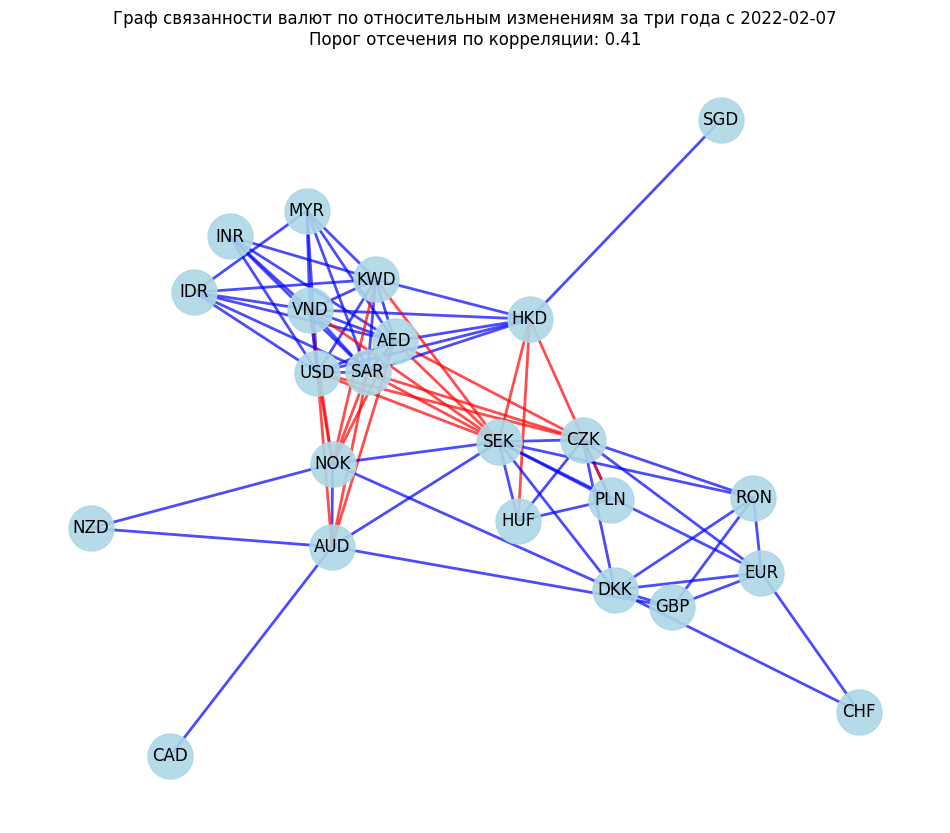 Граф связанности валют по относительным изменениям за три года с 2022-02-07
Порог отсечения по корреляции: 0.41
SGD
MYR
INR
KWD
IDR
VND
HKD
AED
USD
SAR
SEK
CZK
NOK
PLN
RON
HUF
NZD
AUD
EUR
DKK
GBP
CHF
CAD